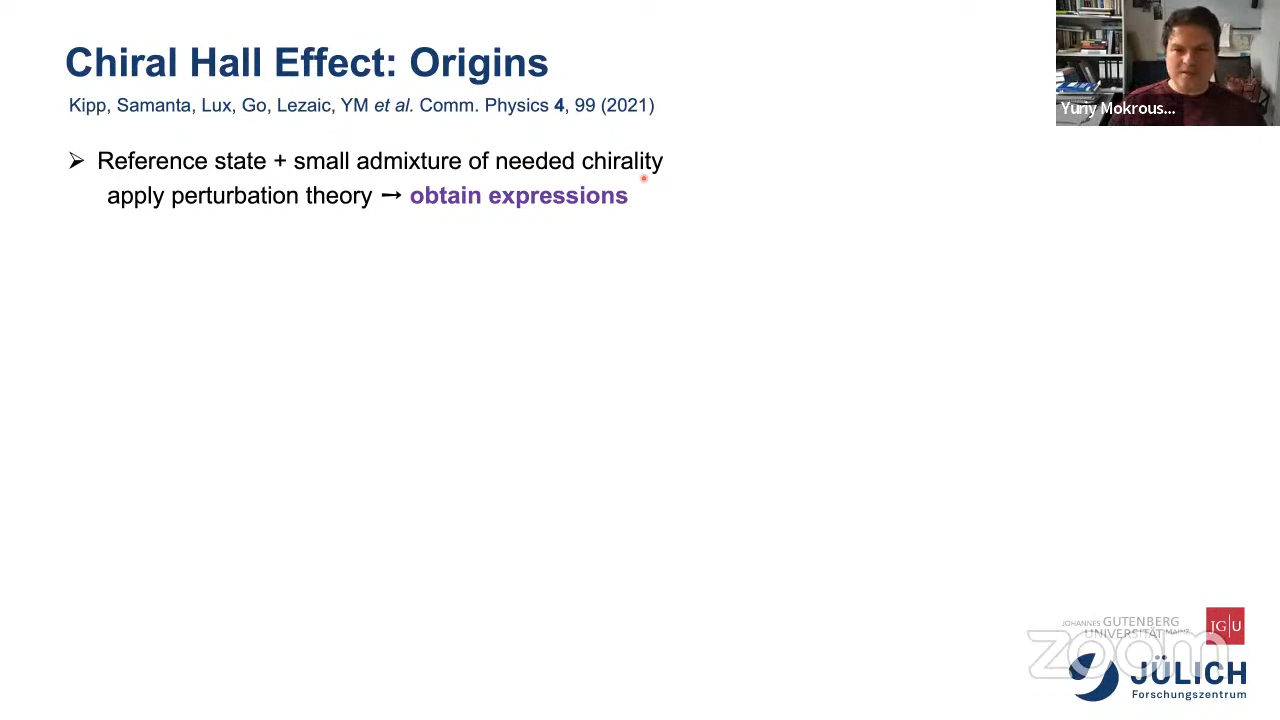 Chiral Hall Effect: Origins
Kipp, Samanta, Lux, Go, Lezaic, YM et al. Comm. Physics 4, 99 (2021)
Yuriy Mokrous...
➢ Reference state + small admixture of needed chirality
apply perturbation theory → obtain expressions
JOHANNES GUTENBERG
UNIVERSITÄT MAINZ
JG|U
zoom
JÜLICH
Forschungszentrum